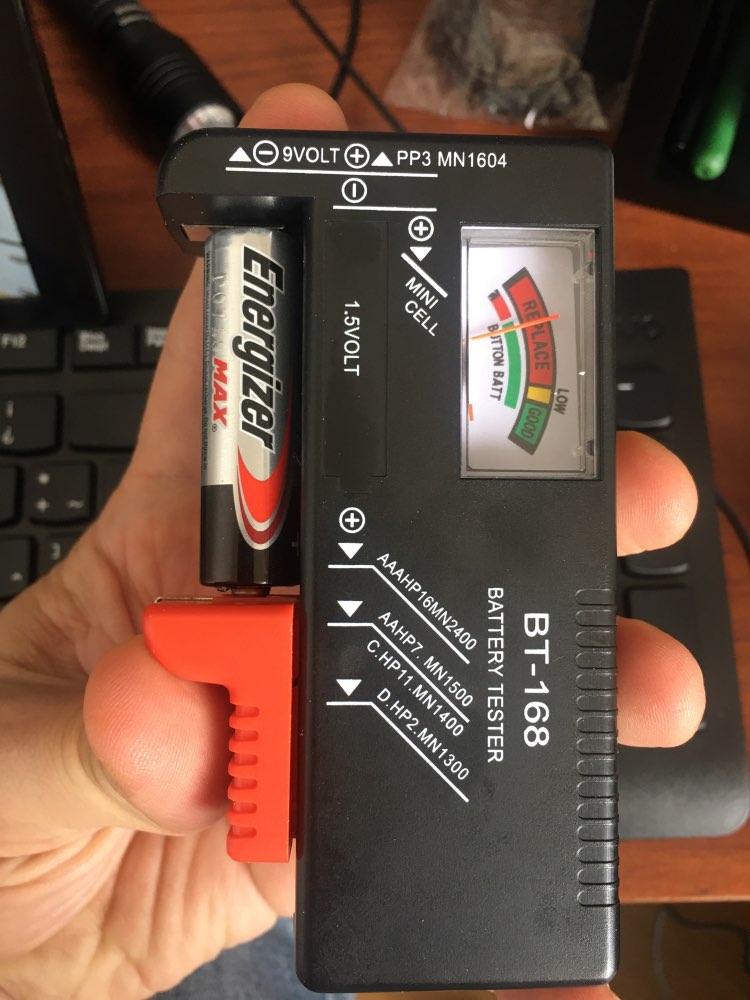 9VOLT
PP3 MN1604
MINI
CELL
1.5VOLT
Energizer
MAX®
REPLACE
LOW
GOOD
BUTTON BATT
AAAHP16MN2400
AAHP7. MN1500
C.HP11.MN1400
D.HP2.MN1300
BATTERY TESTER
BT-168
F12